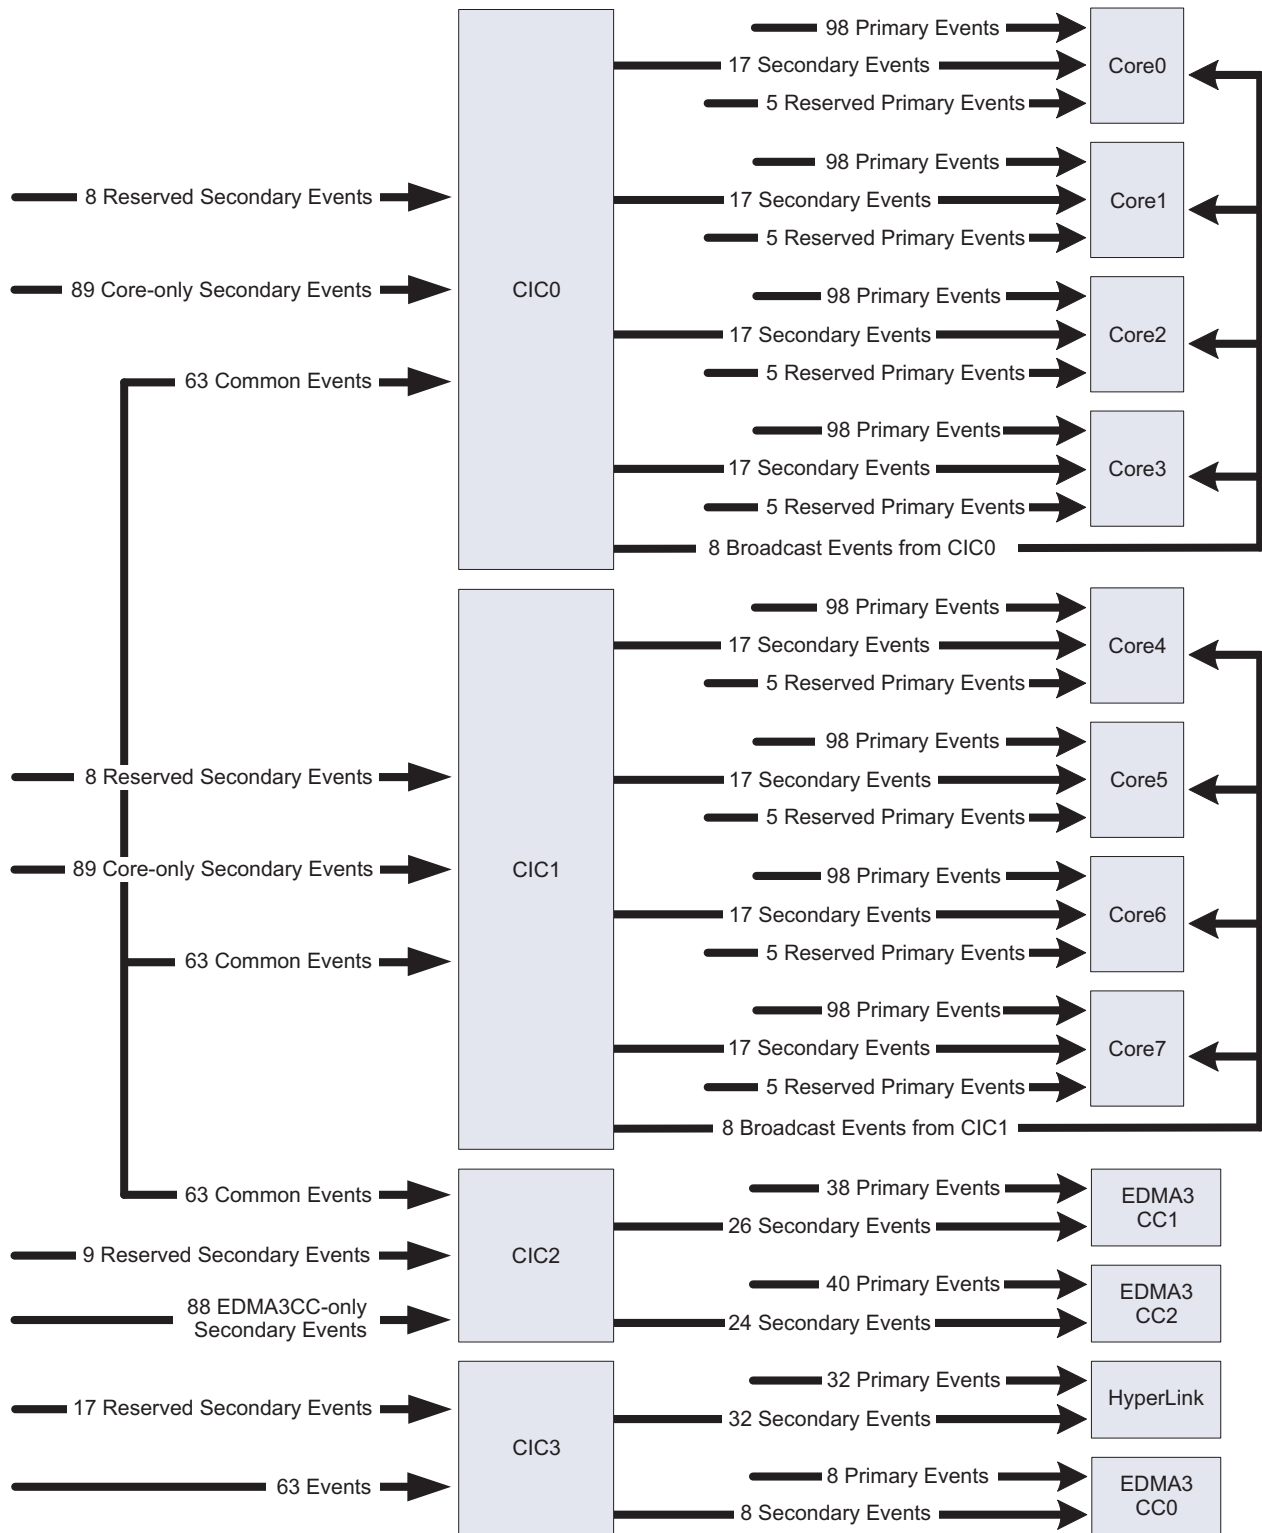 98 Primary Events
17 Secondary Events
5 Reserved Primary Events
Core0
98 Primary Events
17 Secondary Events
5 Reserved Primary Events
Core1
8 Reserved Secondary Events
89 Core-only Secondary Events
63 Common Events
CIC0
98 Primary Events
17 Secondary Events
5 Reserved Primary Events
Core2
98 Primary Events
17 Secondary Events
5 Reserved Primary Events
Core3
8 Broadcast Events from CIC0
98 Primary Events
17 Secondary Events
5 Reserved Primary Events
Core4
98 Primary Events
17 Secondary Events
5 Reserved Primary Events
Core5
8 Reserved Secondary Events
89 Core-only Secondary Events
63 Common Events
CIC1
98 Primary Events
17 Secondary Events
5 Reserved Primary Events
Core6
98 Primary Events
17 Secondary Events
5 Reserved Primary Events
Core7
8 Broadcast Events from CIC1
63 Common Events
9 Reserved Secondary Events
88 EDMA3CC-only
Secondary Events
CIC2
38 Primary Events
26 Secondary Events
EDMA3
CC1
40 Primary Events
24 Secondary Events
EDMA3
CC2
17 Reserved Secondary Events
63 Events
CIC3
32 Primary Events
32 Secondary Events
HyperLink
8 Primary Events
8 Secondary Events
EDMA3
CC0